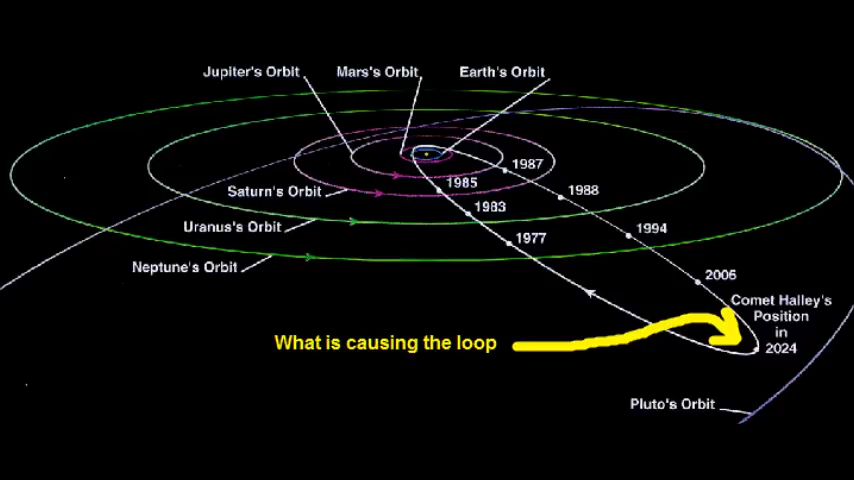 Jupiter's Orbit
Mars's Orbit
Earth's Orbit
1987
1985
Saturn's Orbit
1988
1983
Uranus's Orbit
1994
1977
Neptune's Orbit
2005
Comet Halley's
Position
in
2024
What is causing the loop
Pluto's Orbit